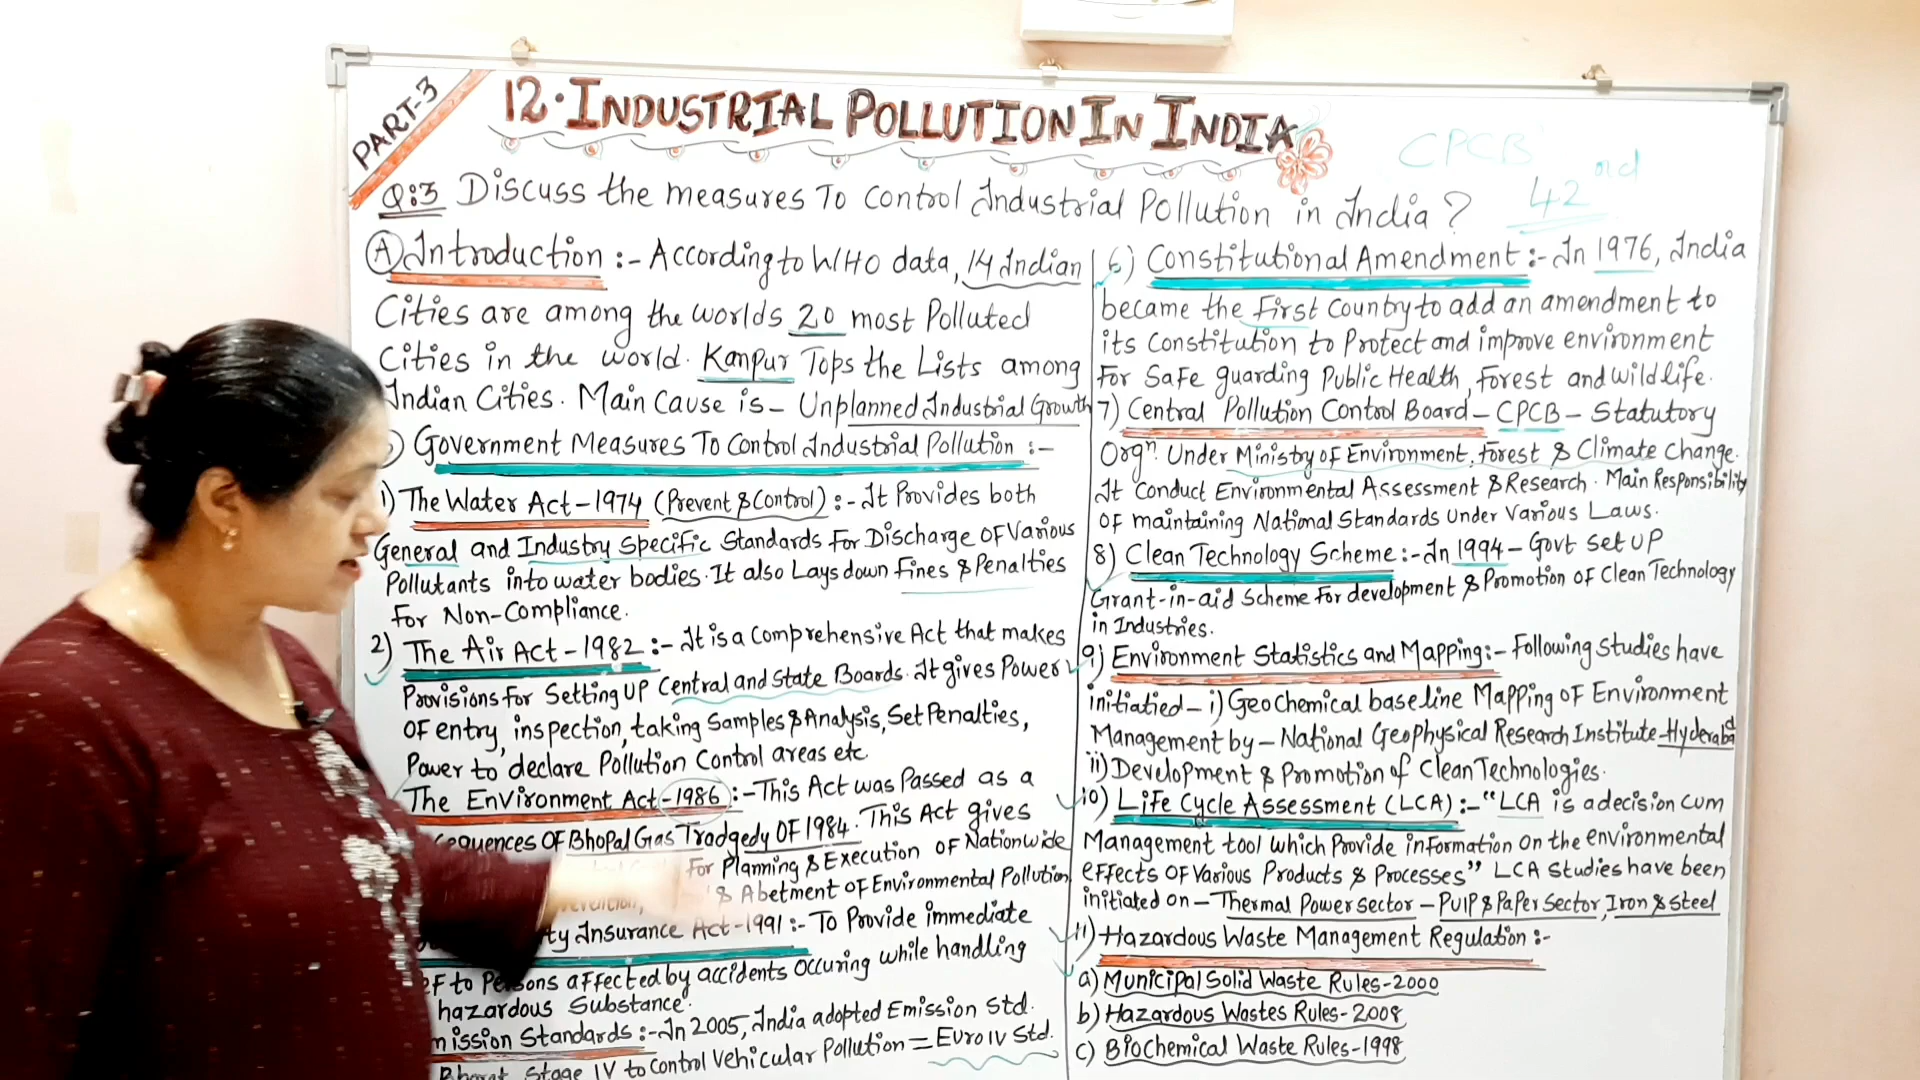 PART-3
12. INDUSTRIAL POLLUTION IN INDIA
CPCB
42nd
Q:3 Discuss the measures To Control Industrial Pollution in India?
A Introduction :- According to WHO data, 14 Indian
Cities are among the worlds 20 most Polluted
Cities in the world. Kanpur Tops the Lists among
Indian Cities. Main Cause is - Unplanned Industrial Growth
Government Measures To Control Industrial Pollution :-
1) The Water Act - 1974 (Prevent & Control) :- It Provides both
General and Industry Specific Standards For Discharge of Various
Pollutants into water bodies. It also Lays down Fines & Penalties
For Non-Compliance.
2) The Air Act - 1982 :- It is a Comprehensive Act that makes
Provisions for Setting up Central and State Boards. It gives Power
of entry, inspection, taking Samples & Analysis, Set Penalties,
Power to declare Pollution Control areas etc.
The Environment Act - 1986 :- This Act was Passed as a
sequences of Bhopal Gas Tradgedy of 1984. This Act gives
For Planning & Execution of Nationwide
& Abetment of Environmental Pollution
ty Insurance Act - 1991 :- To Provide immediate
ef to Persons affected by accidents Occuring while handling
hazardous Substance.
mission Standards :- In 2005, India adopted Emission Std.
Bharat Stage IV to control Vehicular Pollution = Euro IV Std.
6) Constitutional Amendment :- In 1976, India
became the First Country to add an amendment to
its Constitution to Protect and improve environment
For Safe guarding Public Health, Forest and wildlife.
7) Central Pollution Control Board - CPCB - Statutory
Orgn. Under Ministry of Environment, Forest & Climate Change.
It Conduct Environmental Assessment & Research. Main Responsibility
of maintaining National Standards Under Various Laws.
8) Clean Technology Scheme :- In 1994 - Govt set up
Grant-in-aid Scheme For development & Promotion of Clean Technology
in Industries.
9) Environment Statistics and Mapping :- Following Studies have
initiatied - i) GeoChemical baseline Mapping of Environment
Management by - National Geophysical Research Institute - Hyderabad
ii) Development & Promotion of Clean Technologies.
10) Life Cycle Assessment (LCA) :- "LCA is a decision cum
Management tool which Provide information on the environmental
effects of Various Products & Processes" LCA Studies have been
initiated on - Thermal Power Sector - Pulp & Paper Sector, Iron & Steel
11) Hazardous Waste Management Regulation :-
a) Municipal Solid Waste Rules - 2000
b) Hazardous Wastes Rules - 2008
c) Biochemical Waste Rules - 1998